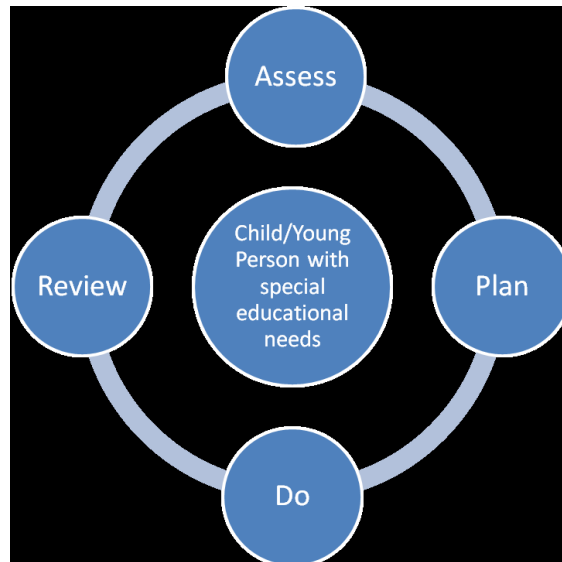 Assess
Child/Young
Person with
special
educational
needs
Review
Plan
Do